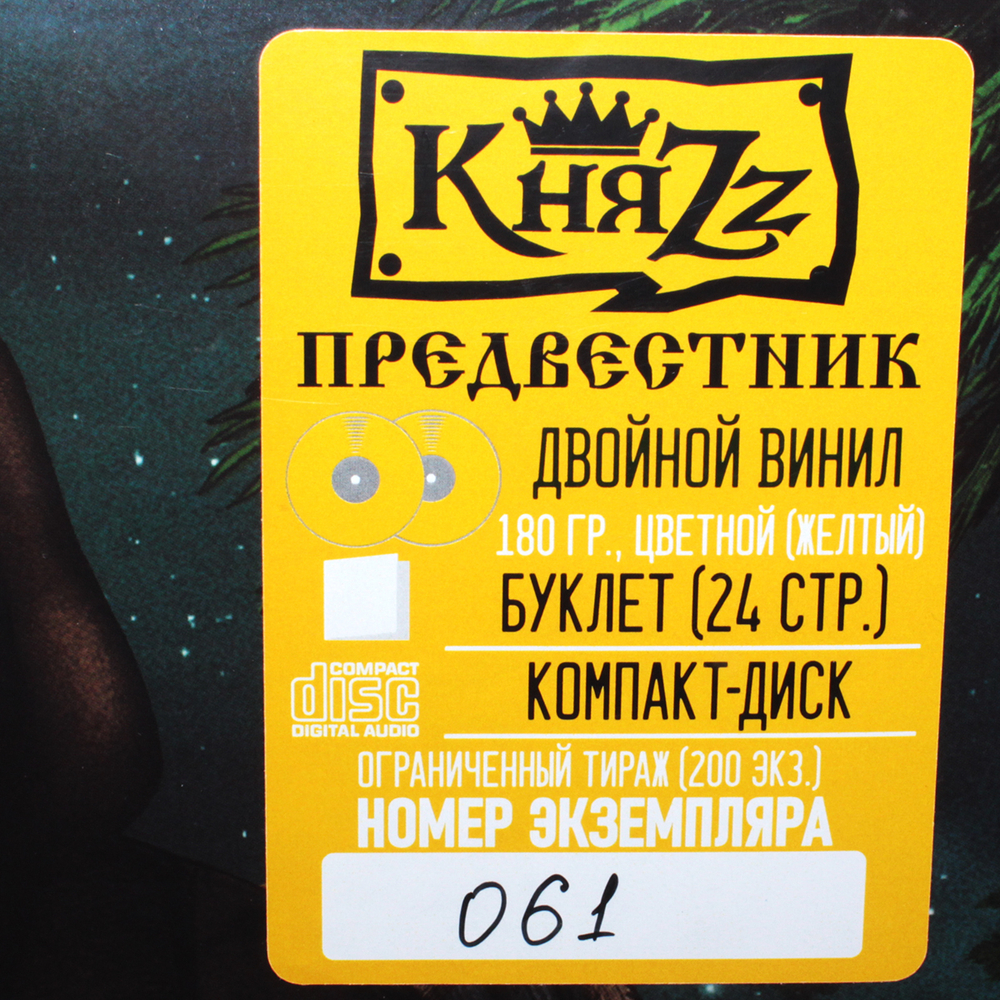 КняZz
ПРЕДВЕСТНИК
ДВОЙНОЙ ВИНИЛ
180 ГР., ЦВЕТНОЙ (ЖЕЛТЫЙ)
БУКЛЕТ (24 СТР.)
COMPACT
disc
DIGITAL AUDIO
КОМПАКТ-ДИСК
ОГРАНИЧЕННЫЙ ТИРАЖ (200 ЭКЗ.)
НОМЕР ЭКЗЕМПЛЯРА
061